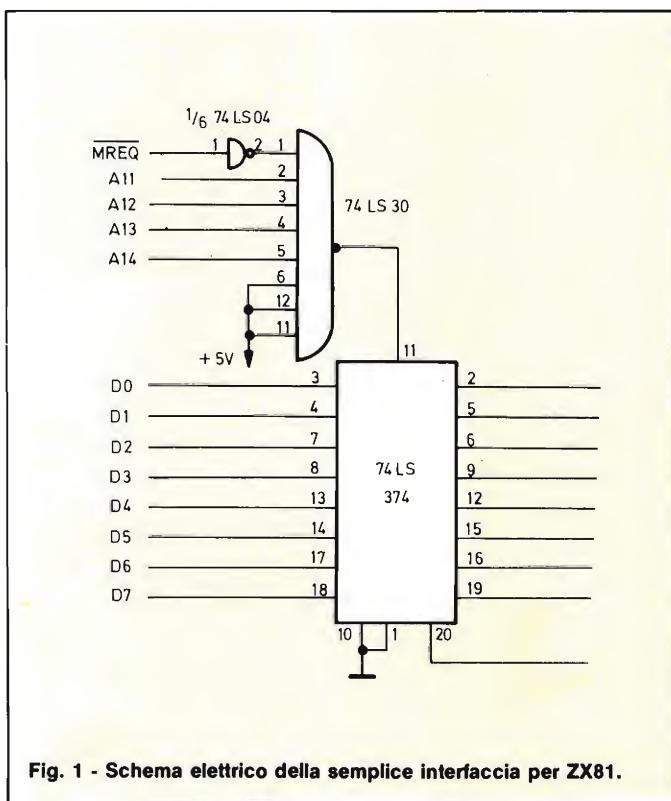 1/6 74 LS 04
MREQ 1 2 1
A11 2
A12 3
74 LS 30
A13 4
A14 5
6
12
11
+ 5V
11
D0 3 2
D1 4 5
D2 7 6
D3 8 74 LS 9
D4 13 374 12
D5 14 15
D6 17 16
D7 18 19
10 1 20
Fig. 1 - Schema elettrico della semplice interfaccia per ZX81.